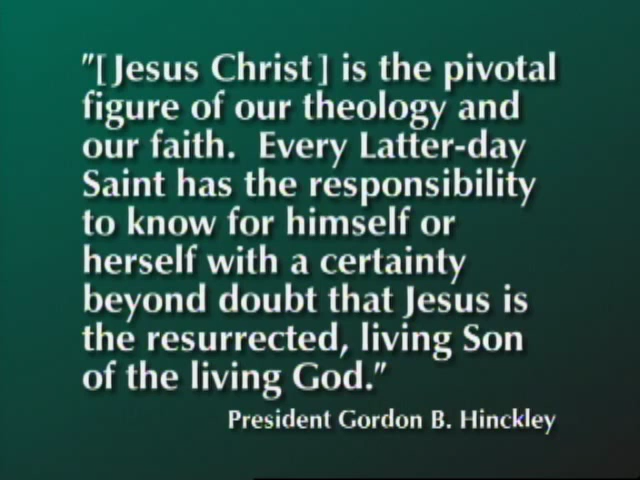 "[Jesus Christ] is the pivotal
figure of our theology and
our faith.  Every Latter-day
Saint has the responsibility
to know for himself or
herself with a certainty
beyond doubt that Jesus is
the resurrected, living Son
of the living God."
President Gordon B. Hinckley